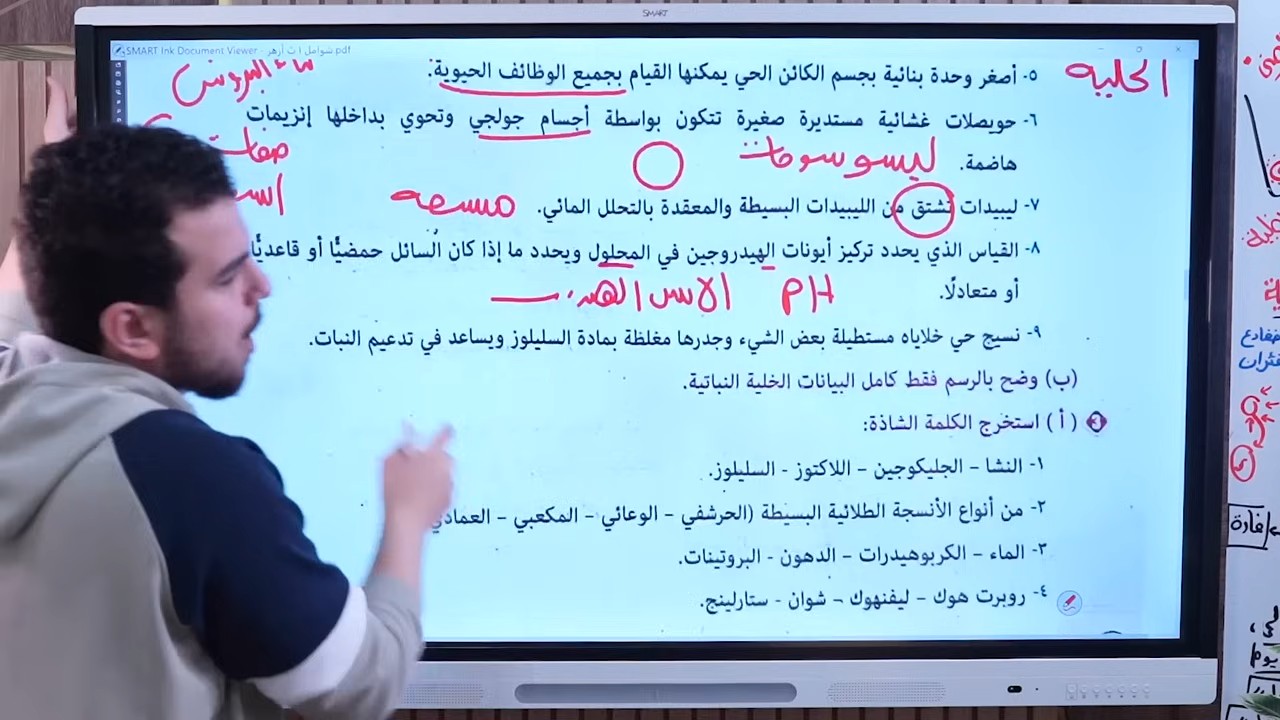 SMART
SMART Ink Document Viewer - شوامل ١ ث أزهر.pdf
٥- أصغر وحدة بنائية بجسم الكائن الحي يمكنها القيام بجميع الوظائف الحيوية.
الخليه
٦- حويصلات غشائية مستديرة صغيرة تتكون بواسطة أجسام جولجي وتحوي بداخلها إنزيمات
هاضمة.
ليسوسومات
٧- ليبيدات تشتق من الليبيدات البسيطة والمعقدة بالتحلل المائي.
مشتقه
٨- القياس الذي يحدد تركيز أيونات الهيدروجين في المحلول ويحدد ما إذا كان السائل حمضيًّا أو قاعديًّا
أو متعادلًا.
PH الاس
٩- نسيج حي خلاياه مستطيلة بعض الشيء وجدرها مغلظة بمادة السليلوز ويساعد في تدعيم النبات.
(ب) وضح بالرسم فقط كامل البيانات الخلية النباتية.
٣ (أ) استخرج الكلمة الشاذة:
١- النشا – الجليكوجين – اللاكتوز - السليلوز.
٢- من أنواع الأنسجة الطلائية البسيطة (الحرشفي – الوعائي – المكعبي – العمادي
٣- الماء – الكربوهيدرات – الدهون - البروتينات.
٤- روبرت هوك – ليفنهوك – شوان - ستارلينج.